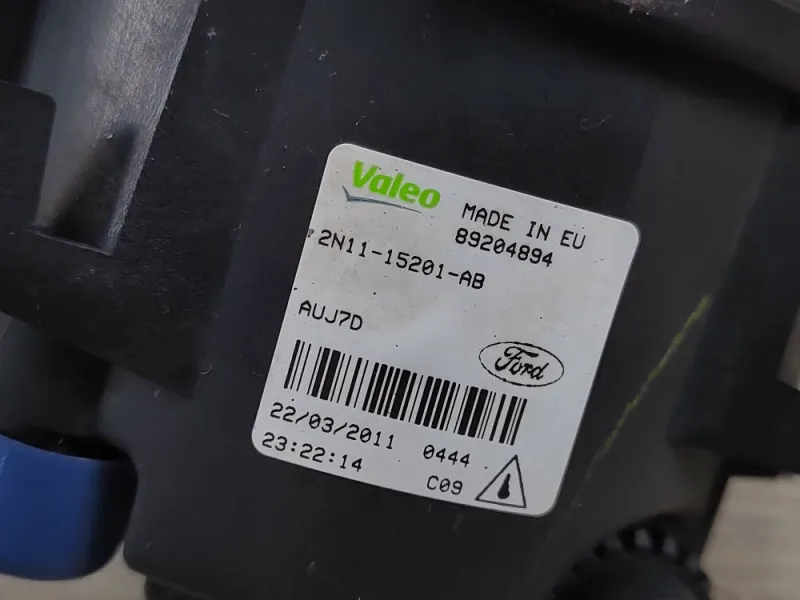 Valeo
MADE IN EU
89204894
2N11-15201-AB
AUJ7D
Ford
22/03/2011 0444
23:22:14 C09